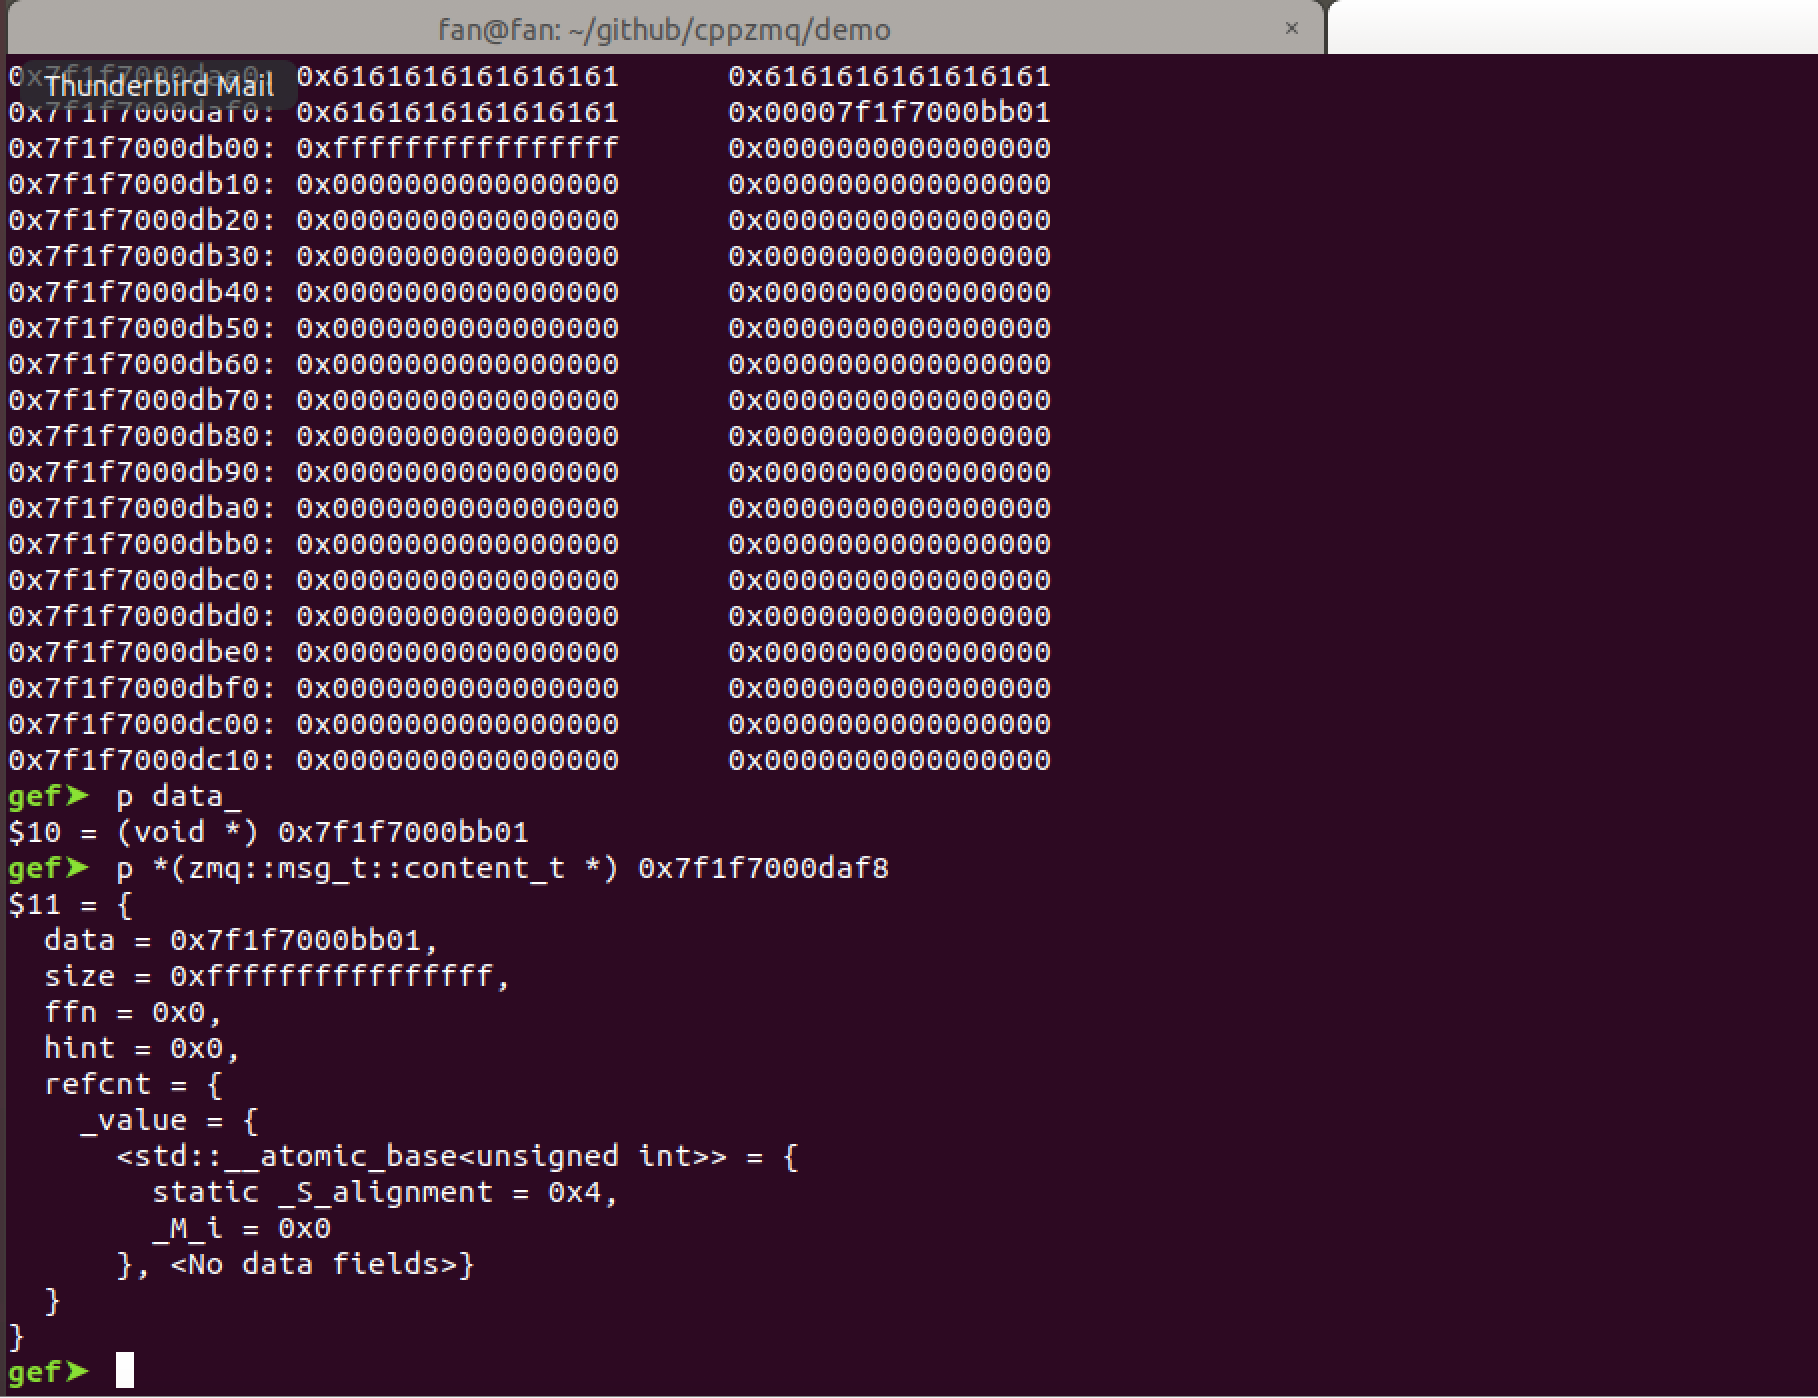 fan@fan: ~/github/cppzmq/demo ×
Thunderbird Mail
0x7f1f7000dae0: 0x6161616161616161 0x6161616161616161
0x7f1f7000daf0: 0x6161616161616161 0x00007f1f7000bb01
0x7f1f7000db00: 0xffffffffffffffff 0x0000000000000000
0x7f1f7000db10: 0x0000000000000000 0x0000000000000000
0x7f1f7000db20: 0x0000000000000000 0x0000000000000000
0x7f1f7000db30: 0x0000000000000000 0x0000000000000000
0x7f1f7000db40: 0x0000000000000000 0x0000000000000000
0x7f1f7000db50: 0x0000000000000000 0x0000000000000000
0x7f1f7000db60: 0x0000000000000000 0x0000000000000000
0x7f1f7000db70: 0x0000000000000000 0x0000000000000000
0x7f1f7000db80: 0x0000000000000000 0x0000000000000000
0x7f1f7000db90: 0x0000000000000000 0x0000000000000000
0x7f1f7000dba0: 0x0000000000000000 0x0000000000000000
0x7f1f7000dbb0: 0x0000000000000000 0x0000000000000000
0x7f1f7000dbc0: 0x0000000000000000 0x0000000000000000
0x7f1f7000dbd0: 0x0000000000000000 0x0000000000000000
0x7f1f7000dbe0: 0x0000000000000000 0x0000000000000000
0x7f1f7000dbf0: 0x0000000000000000 0x0000000000000000
0x7f1f7000dc00: 0x0000000000000000 0x0000000000000000
0x7f1f7000dc10: 0x0000000000000000 0x0000000000000000
gef➤ p data_
$10 = (void *) 0x7f1f7000bb01
gef➤ p *(zmq::msg_t::content_t *) 0x7f1f7000daf8
$11 = {
data = 0x7f1f7000bb01,
size = 0xffffffffffffffff,
ffn = 0x0,
hint = 0x0,
refcnt = {
_value = {
<std::__atomic_base<unsigned int>> = {
static _S_alignment = 0x4,
_M_i = 0x0
}, <No data fields>}
}
}
gef➤